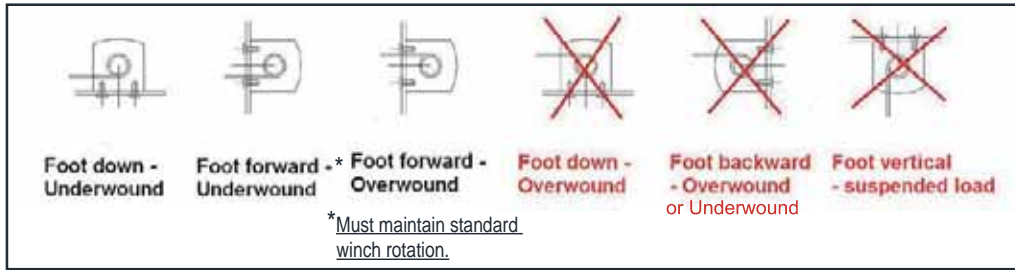 Foot down -
Underwound
Foot forward -
Underwound
* Foot forward -
Overwound
*Must maintain standard
winch rotation.
Foot down -
Overwound
Foot backward
- Overwound
or Underwound
Foot vertical
- suspended load